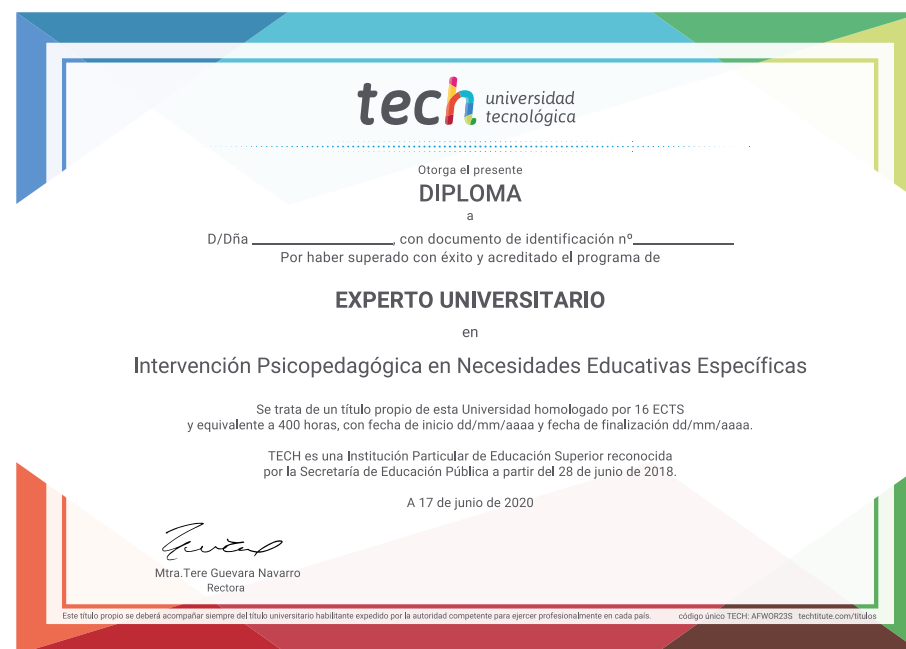 tech universidad
tecnológica
Otorga el presente
DIPLOMA
a
D/Dña ________________, con documento de identificación nº____________
Por haber superado con éxito y acreditado el programa de
EXPERTO UNIVERSITARIO
en
Intervención Psicopedagógica en Necesidades Educativas Específicas
Se trata de un título propio de esta Universidad homologado por 16 ECTS
y equivalente a 400 horas, con fecha de inicio dd/mm/aaaa y fecha de finalización dd/mm/aaaa.
TECH es una Institución Particular de Educación Superior reconocida
por la Secretaría de Educación Pública a partir del 28 de junio de 2018.
A 17 de junio de 2020
Mtra.Tere Guevara Navarro
Rectora
Este título propio se deberá acompañar siempre del título universitario habilitante expedido por la autoridad competente para ejercer profesionalmente en cada país. código único TECH: AFWOR23S techtitute.com/titulos